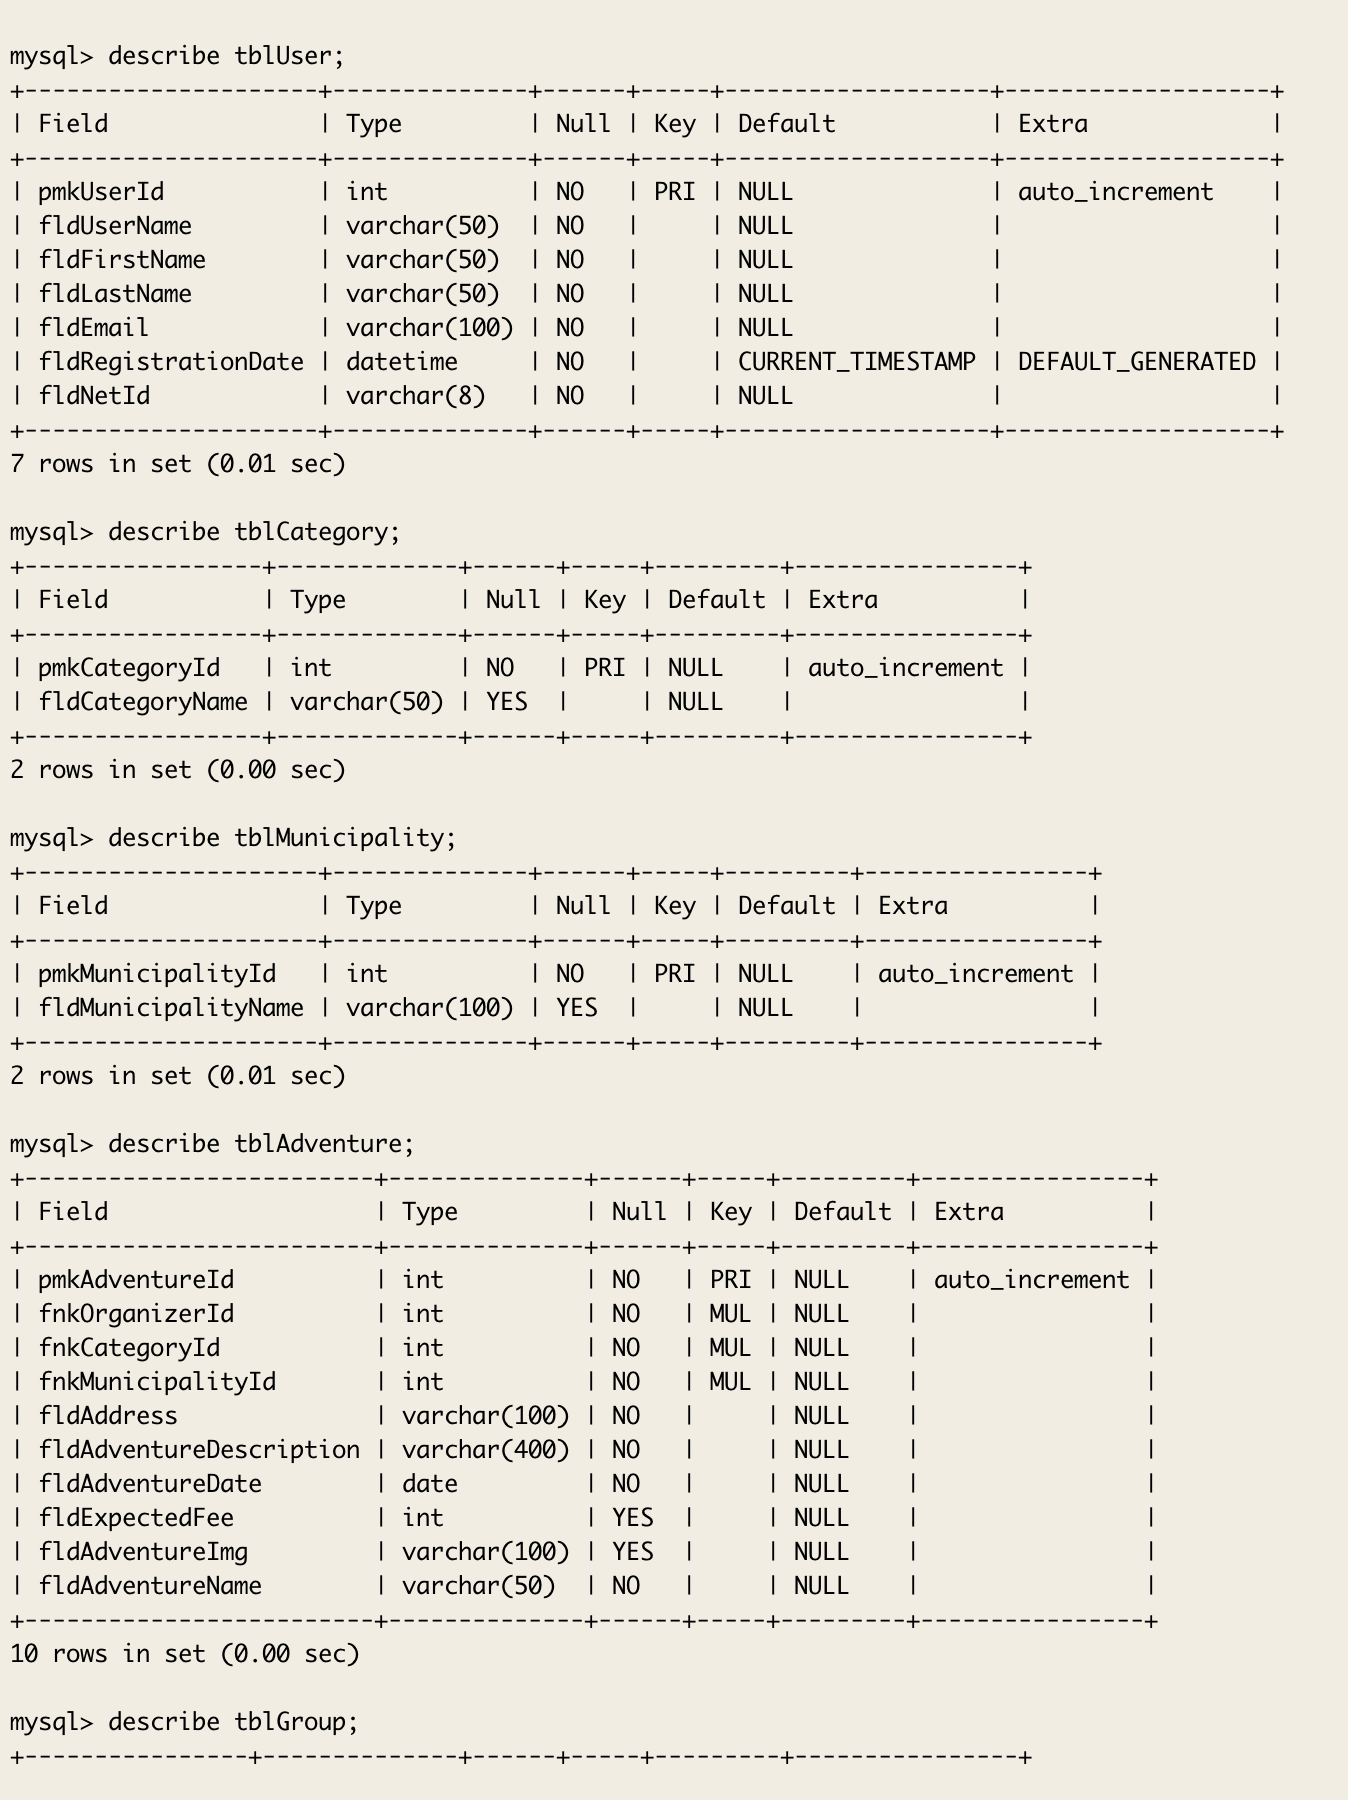 mysql> describe tblUser;
+---------------------+--------------+------+-----+-------------------+-------------------+
| Field               | Type         | Null | Key | Default           | Extra             |
+---------------------+--------------+------+-----+-------------------+-------------------+
| pmkUserId           | int          | NO   | PRI | NULL              | auto_increment    |
| fldUserName         | varchar(50)  | NO   |     | NULL              |                   |
| fldFirstName        | varchar(50)  | NO   |     | NULL              |                   |
| fldLastName         | varchar(50)  | NO   |     | NULL              |                   |
| fldEmail            | varchar(100) | NO   |     | NULL              |                   |
| fldRegistrationDate | datetime     | NO   |     | CURRENT_TIMESTAMP | DEFAULT_GENERATED |
| fldNetId            | varchar(8)   | NO   |     | NULL              |                   |
+---------------------+--------------+------+-----+-------------------+-------------------+
7 rows in set (0.01 sec)

mysql> describe tblCategory;
+-----------------+-------------+------+-----+---------+----------------+
| Field           | Type        | Null | Key | Default | Extra          |
+-----------------+-------------+------+-----+---------+----------------+
| pmkCategoryId   | int         | NO   | PRI | NULL    | auto_increment |
| fldCategoryName | varchar(50) | YES  |     | NULL    |                |
+-----------------+-------------+------+-----+---------+----------------+
2 rows in set (0.00 sec)

mysql> describe tblMunicipality;
+---------------------+--------------+------+-----+---------+----------------+
| Field               | Type         | Null | Key | Default | Extra          |
+---------------------+--------------+------+-----+---------+----------------+
| pmkMunicipalityId   | int          | NO   | PRI | NULL    | auto_increment |
| fldMunicipalityName | varchar(100) | YES  |     | NULL    |                |
+---------------------+--------------+------+-----+---------+----------------+
2 rows in set (0.01 sec)

mysql> describe tblAdventure;
+-------------------------+--------------+------+-----+---------+----------------+
| Field                   | Type         | Null | Key | Default | Extra          |
+-------------------------+--------------+------+-----+---------+----------------+
| pmkAdventureId          | int          | NO   | PRI | NULL    | auto_increment |
| fnkOrganizerId          | int          | NO   | MUL | NULL    |                |
| fnkCategoryId           | int          | NO   | MUL | NULL    |                |
| fnkMunicipalityId       | int          | NO   | MUL | NULL    |                |
| fldAddress              | varchar(100) | NO   |     | NULL    |                |
| fldAdventureDescription | varchar(400) | NO   |     | NULL    |                |
| fldAdventureDate        | date         | NO   |     | NULL    |                |
| fldExpectedFee          | int          | YES  |     | NULL    |                |
| fldAdventureImg         | varchar(100) | YES  |     | NULL    |                |
| fldAdventureName        | varchar(50)  | NO   |     | NULL    |                |
+-------------------------+--------------+------+-----+---------+----------------+
10 rows in set (0.00 sec)

mysql> describe tblGroup;
+----------------+--------------+------+-----+---------+----------------+